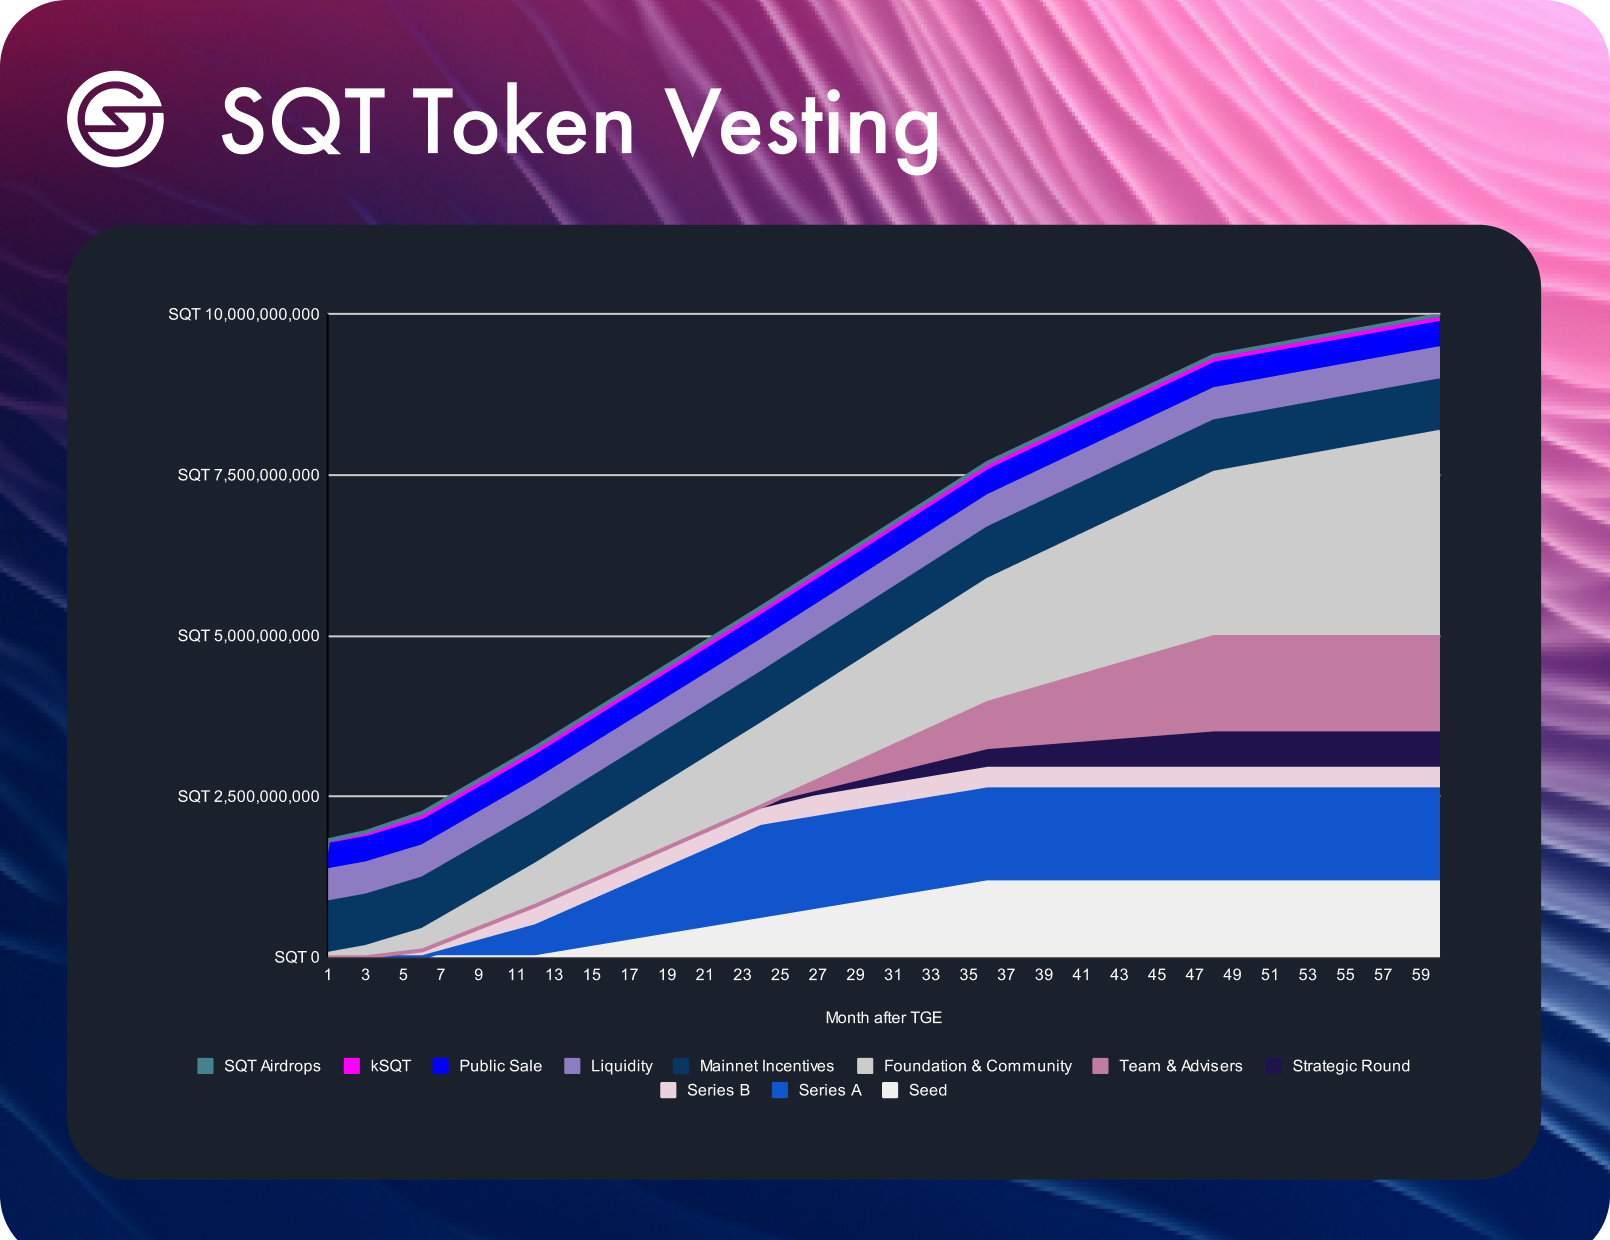 SQT Token Vesting
SQT 10,000,000,000
SQT 7,500,000,000
SQT 5,000,000,000
SQT 2,500,000,000
SQT 0
1 3 5 7 9 11 13 15 17 19 21 23 25 27 29 31 33 35 37 39 41 43 45 47 49 51 53 55 57 59
Month after TGE
SQT Airdrops kSQT Public Sale Liquidity Mainnet Incentives Foundation & Community Team & Advisers Strategic Round
Series B Series A Seed